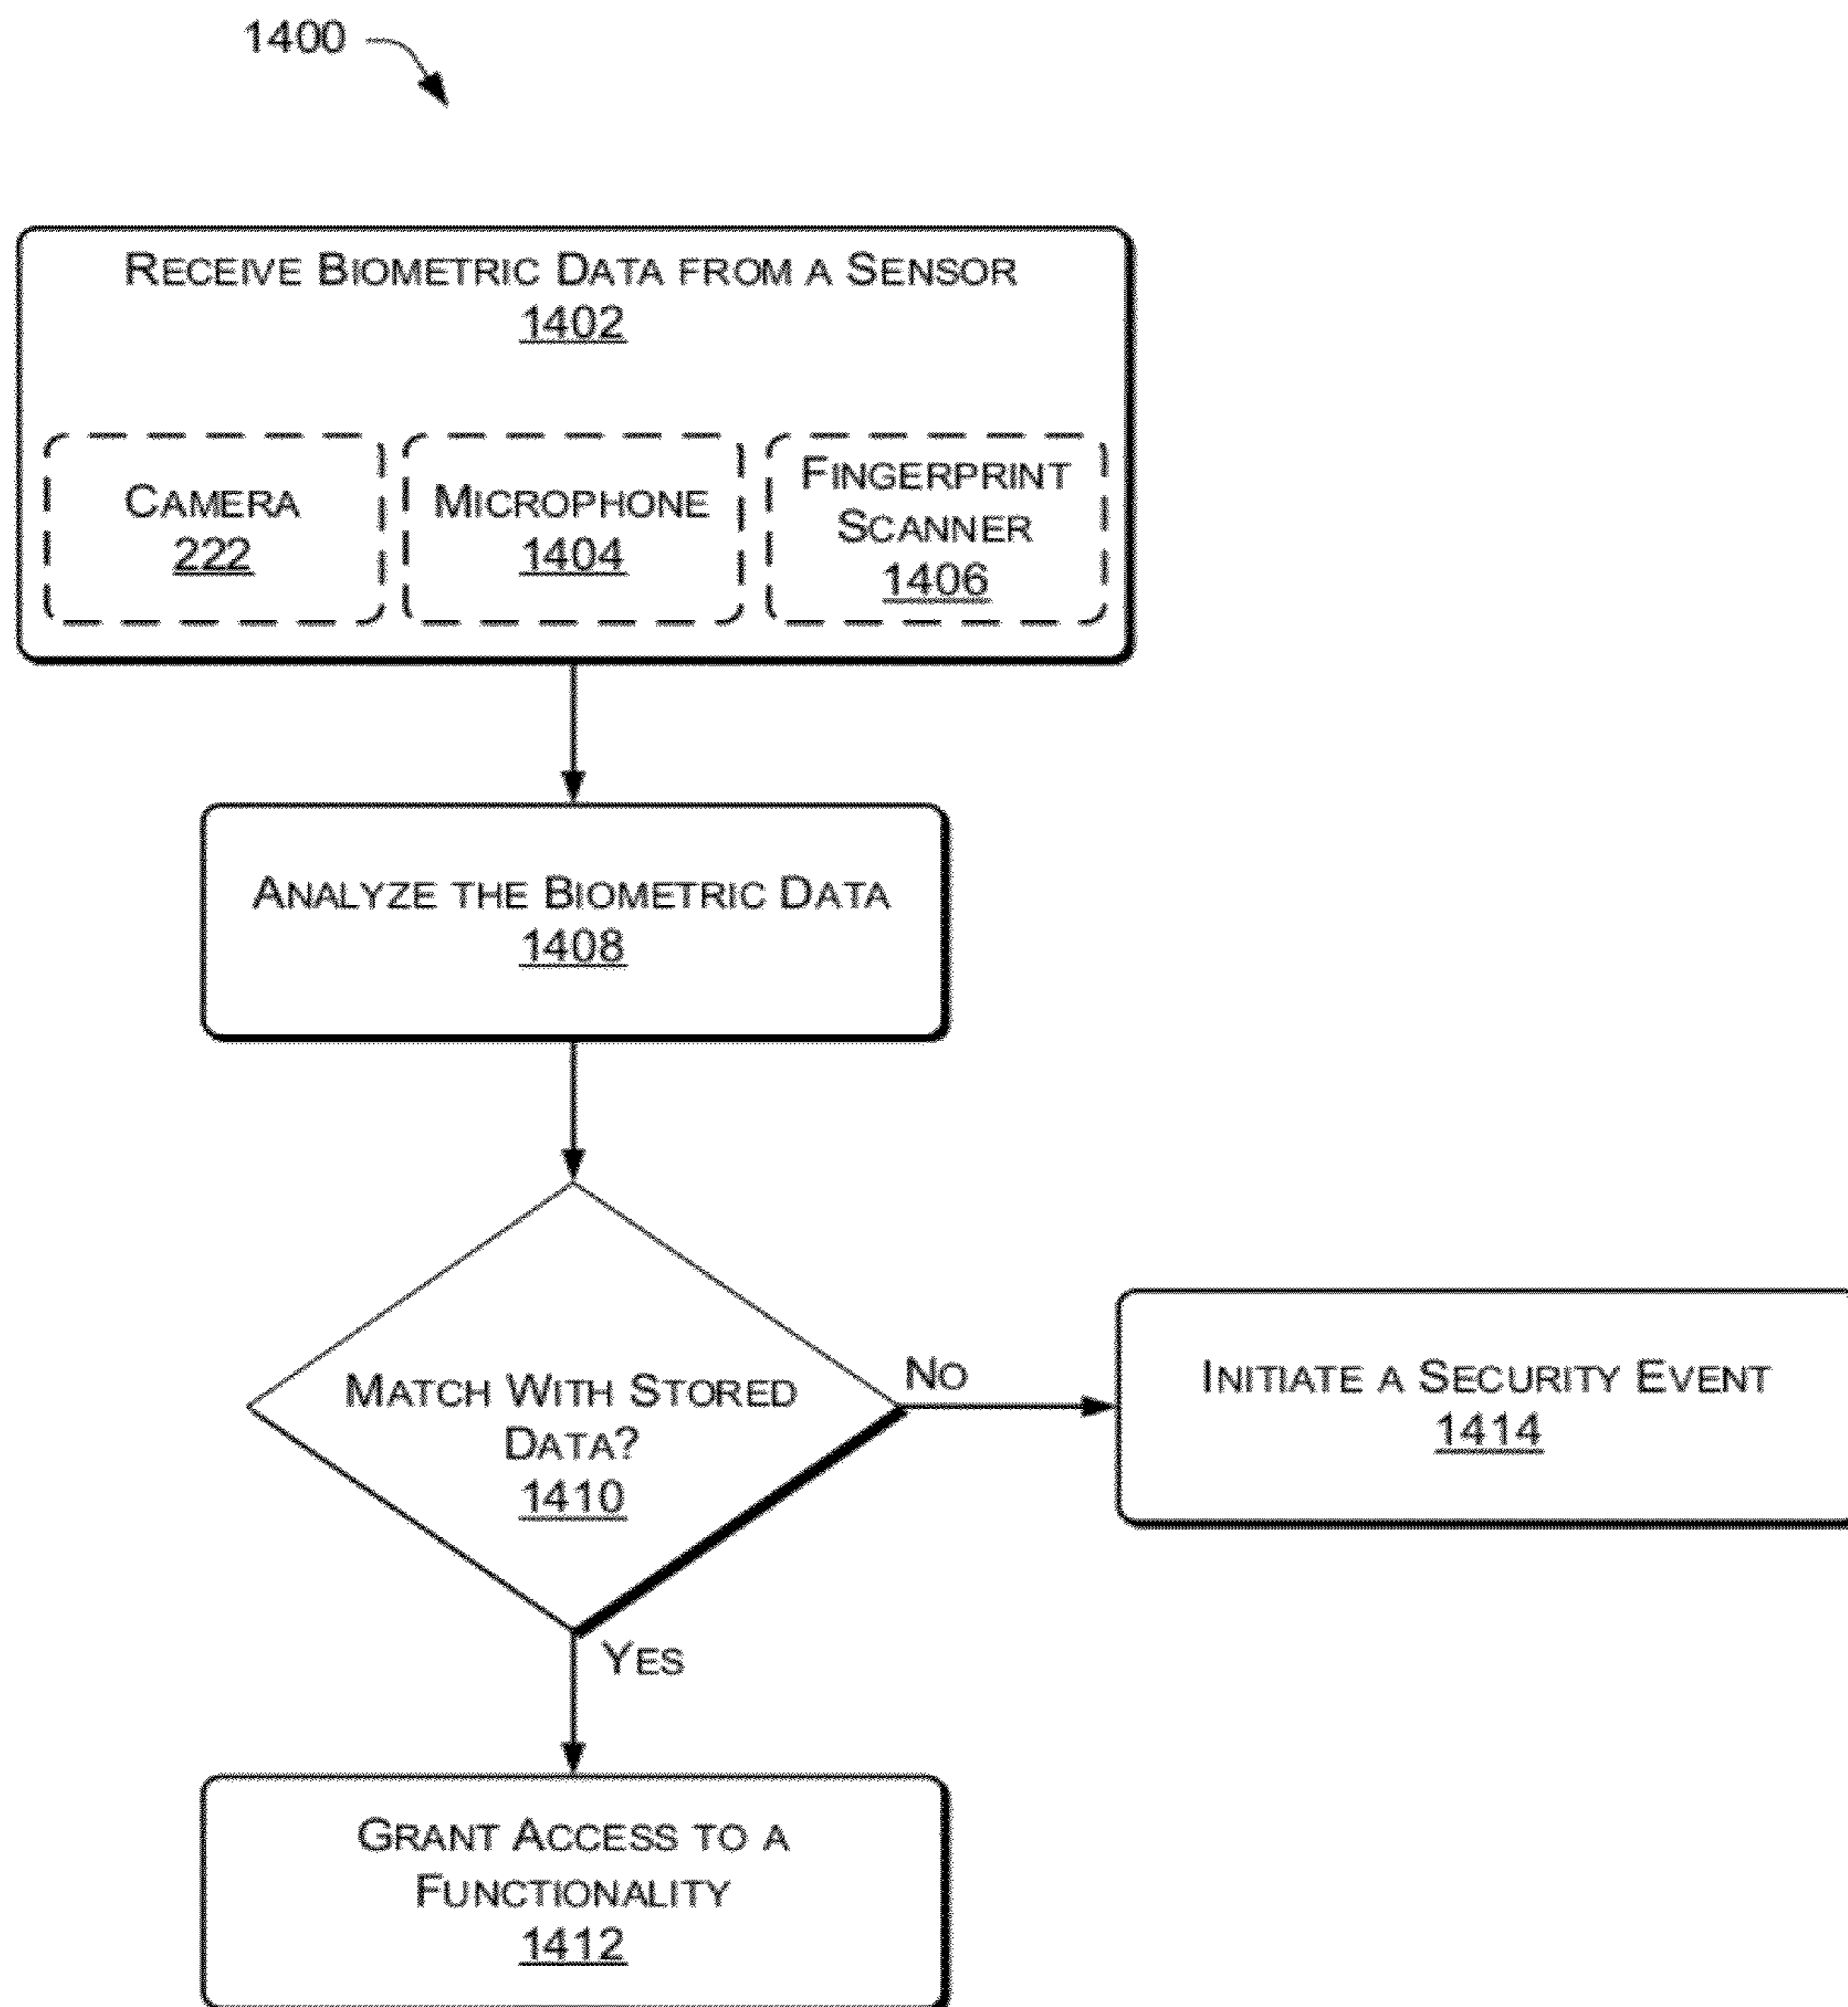 1400
RECEIVE BIOMETRIC DATA FROM A SENSOR
1402
CAMERA
222
MICROPHONE
1404
FINGERPRINT
SCANNER
1406
ANALYZE THE BIOMETRIC DATA
1408
MATCH WITH STORED
DATA?
1410
NO
INITIATE A SECURITY EVENT
1414
YES
GRANT ACCESS TO A
FUNCTIONALITY
1412